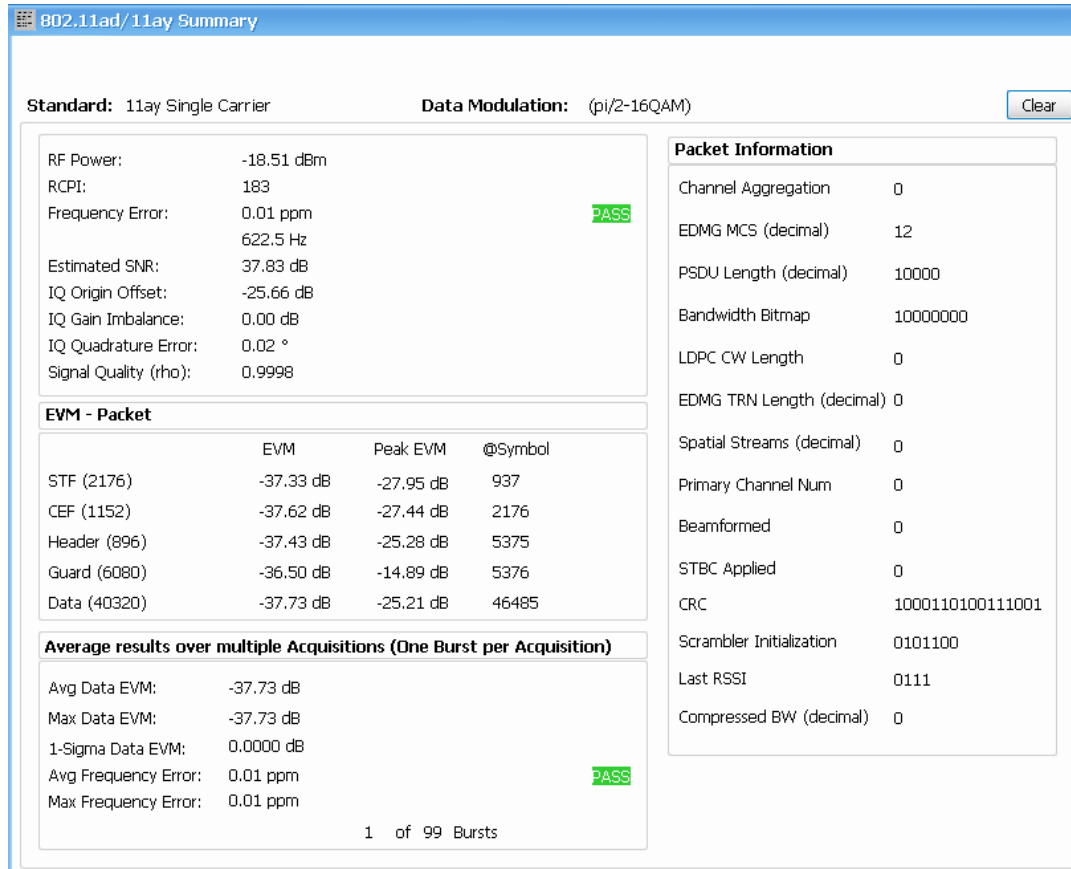 802.11ad/11ay Summary
Standard: 11ay Single Carrier Data Modulation: (pi/2-16QAM) Clear
RF Power: -18.51 dBm
RCPI: 183
Frequency Error: 0.01 ppm PASS
622.5 Hz
Estimated SNR: 37.83 dB
IQ Origin Offset: -25.66 dB
IQ Gain Imbalance: 0.00 dB
IQ Quadrature Error: 0.02 °
Signal Quality (rho): 0.9998
EVM - Packet
EVM Peak EVM @Symbol
STF (2176) -37.33 dB -27.95 dB 937
CEF (1152) -37.62 dB -27.44 dB 2176
Header (896) -37.43 dB -25.28 dB 5375
Guard (6080) -36.50 dB -14.89 dB 5376
Data (40320) -37.73 dB -25.21 dB 46485
Average results over multiple Acquisitions (One Burst per Acquisition)
Avg Data EVM: -37.73 dB
Max Data EVM: -37.73 dB
1-Sigma Data EVM: 0.0000 dB
Avg Frequency Error: 0.01 ppm PASS
Max Frequency Error: 0.01 ppm
1 of 99 Bursts
Packet Information
Channel Aggregation 0
EDMG MCS (decimal) 12
PSDU Length (decimal) 10000
Bandwidth Bitmap 10000000
LDPC CW Length 0
EDMG TRN Length (decimal) 0
Spatial Streams (decimal) 0
Primary Channel Num 0
Beamformed 0
STBC Applied 0
CRC 1000110100111001
Scrambler Initialization 0101100
Last RSSI 0111
Compressed BW (decimal) 0